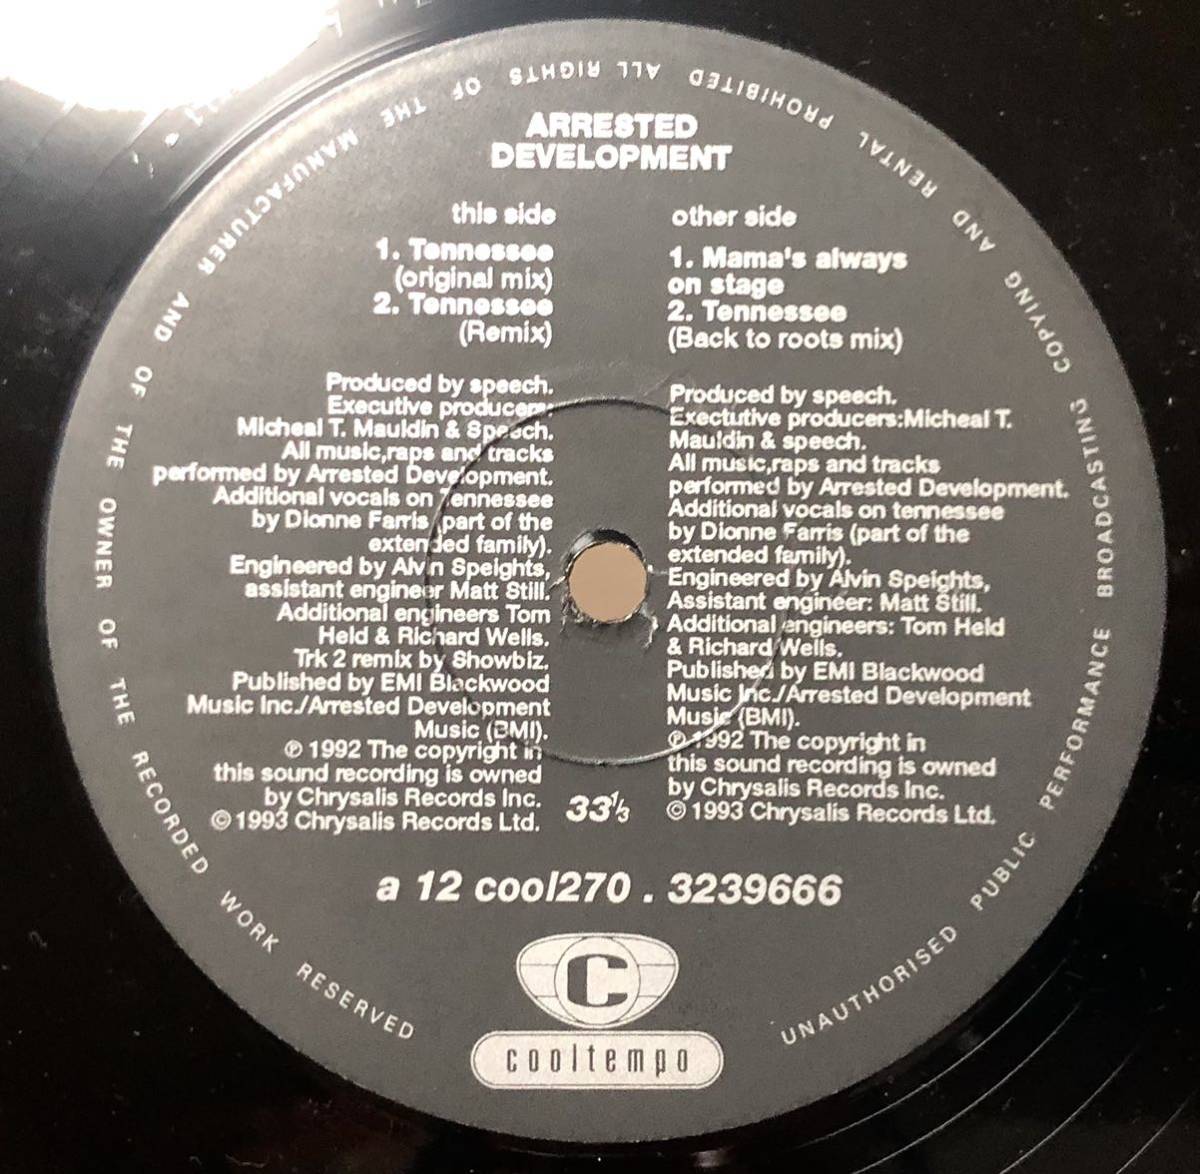 ARRESTED
DEVELOPMENT
this side
1. Tennessee
(original mix)
2. Tennessee
(Remix)
Produced by speech.
Executive producers:
Micheal T. Mauldin & Speech.
All music,raps and tracks
performed by Arrested Development.
Additional vocals on Tennessee
by Dionne Farris (part of the
extended family).
Engineered by Alvin Speights,
assistant engineer Matt Still.
Additional engineers Tom
Held & Richard Wells.
Trk 2 remix by Showbiz.
Published by EMI Blackwood
Music Inc./Arrested Development
Music (BMI).
℗ 1992 The copyright in
this sound recording is owned
by Chrysalis Records Inc.
© 1993 Chrysalis Records Ltd.
other side
1. Mama's always
on stage
2. Tennessee
(Back to roots mix)
Produced by speech.
Exectutive producers:Micheal T.
Mauldin & speech.
All music,raps and tracks
performed by Arrested Development.
Additional vocals on tennessee
by Dionne Farris (part of the
extended family).
Engineered by Alvin Speights,
Assistant engineer: Matt Still.
Additional engineers: Tom Held
& Richard Wells.
Published by EMI Blackwood
Music Inc./Arrested Development
Music (BMI).
℗ 1992 The copyright in
this sound recording is owned
by Chrysalis Records Inc.
© 1993 Chrysalis Records Ltd.
33⅓
a 12 cool270 . 3239666
C
cooltempo
UNAUTHORISED PUBLIC PERFORMANCE BROADCASTING COPYING AND RENTAL PROHIBITED ALL RIGHTS OF THE MANUFACTURER AND OF THE OWNER OF THE RECORDED WORK RESERVED